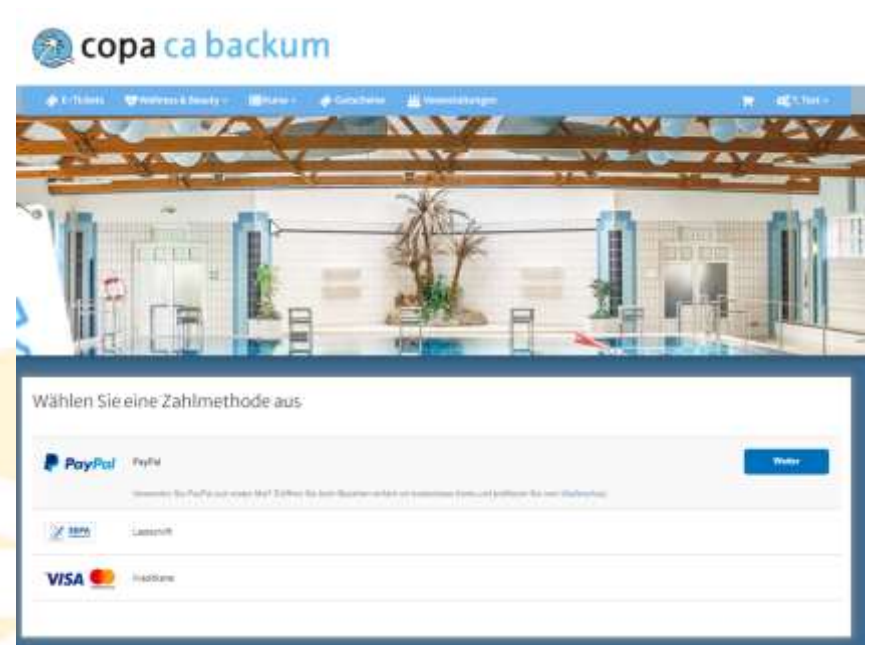 copa ca backum
E-Tickets Wellness & Beauty Kurse Gutscheine Veranstaltungen T. Test
Wählen Sie eine Zahlmethode aus
PayPal PayPal Weiter
SEPA Lastschrift
VISA Kreditkarte